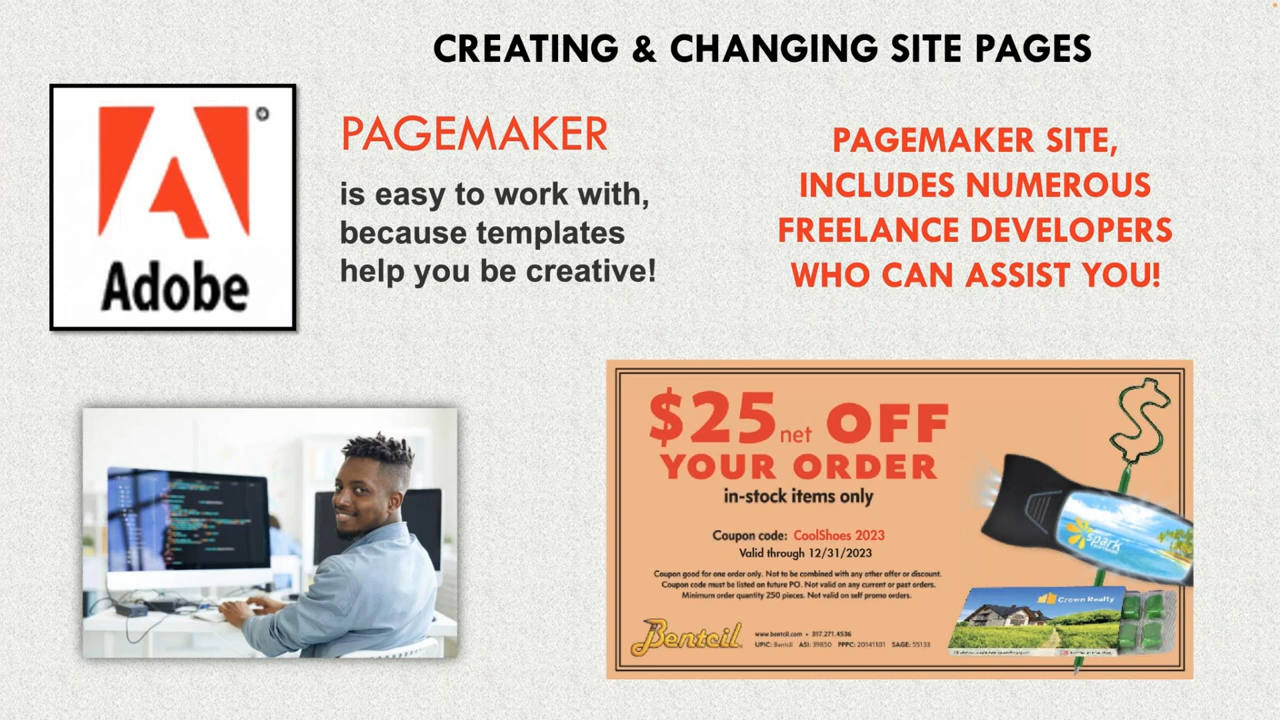 CREATING & CHANGING SITE PAGES
Adobe
PAGEMAKER
is easy to work with,
because templates
help you be creative!
PAGEMAKER SITE,
INCLUDES NUMEROUS
FREELANCE DEVELOPERS
WHO CAN ASSIST YOU!
$25 net OFF
YOUR ORDER
in-stock items only
Coupon code: CoolShoes 2023
Valid through 12/31/2023
Coupon good for one order only. Not to be combined with any other offer or discount.
Coupon code must be listed on future PO. Not valid on any current or past orders.
Minimum order quantity 250 pieces. Not valid on self promo orders.
Bentcil
www.bentcil.com • 317.271.4536
UPIC: Bentcil ASI: 39850 PPPC: 20141101 SAGE: 55133
spark
Crown Realty